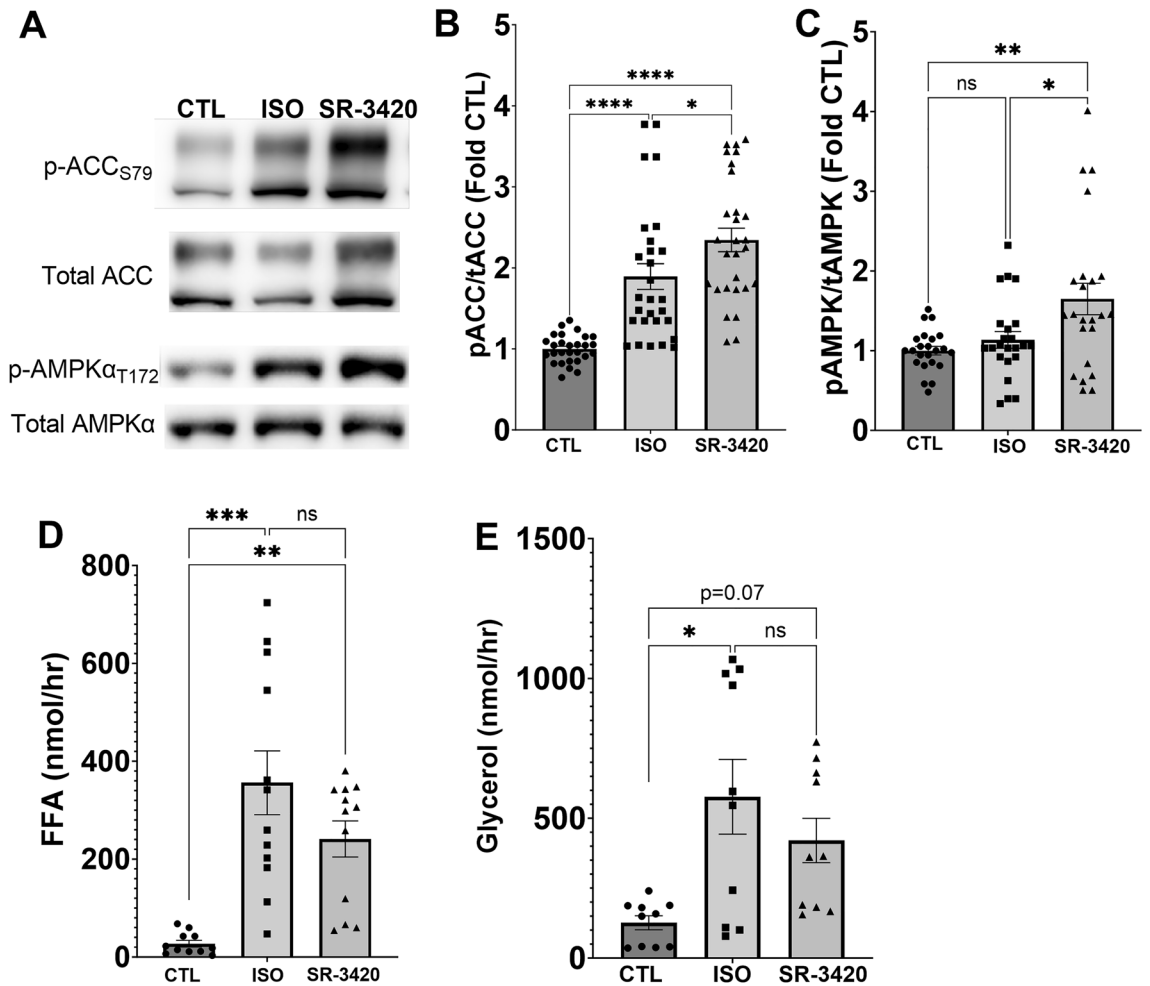 A
CTL ISO SR-3420
p-ACCS79
Total ACC
p-AMPKαT172
Total AMPKα
B
pACC/tACC (Fold CTL)
5
4
3
2
1
0
****
**** *
CTL ISO SR-3420
C
pAMPK/tAMPK (Fold CTL)
5
4
3
2
1
0
**
ns *
CTL ISO SR-3420
D
FFA (nmol/hr)
800
600
400
200
0
*** ns
**
CTL ISO SR-3420
E
Glycerol (nmol/hr)
1500
1000
500
0
p=0.07
* ns
CTL ISO SR-3420